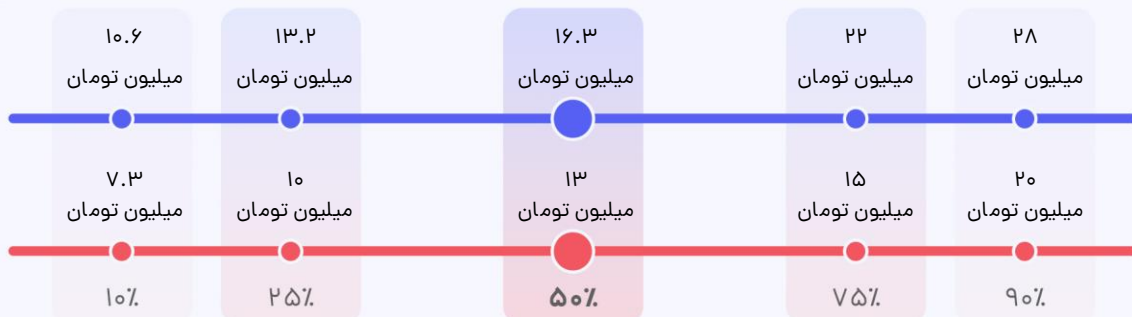 ۱۰.۶ ۱۳.۲ ۱۶.۳ ۲۲ ۲۸
میلیون تومان میلیون تومان میلیون تومان میلیون تومان میلیون تومان
۷.۳ ۱۰ ۱۳ ۱۵ ۲۰
میلیون تومان میلیون تومان میلیون تومان میلیون تومان میلیون تومان
۱۰٪ ۲۵٪ ۵۰٪ ۷۵٪ ۹۰٪